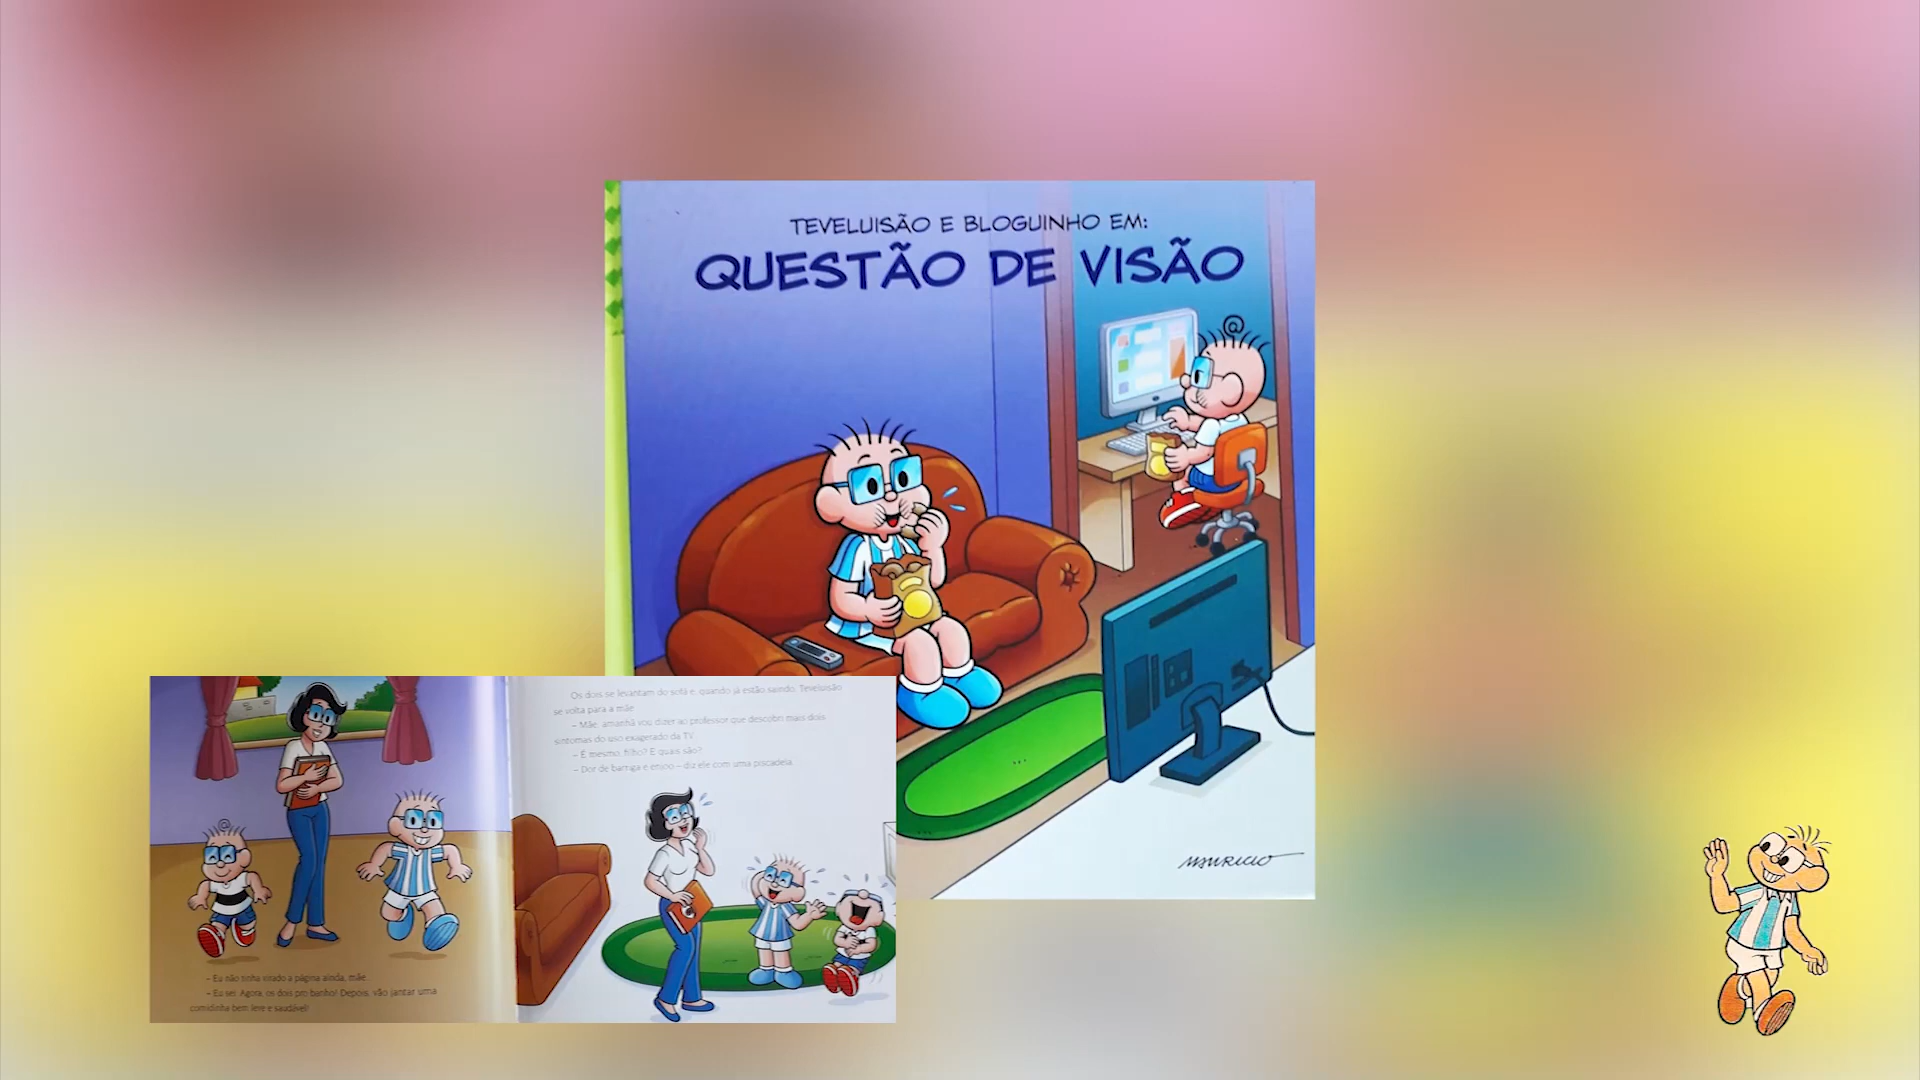 TEVELUISÃO E BLOGUINHO EM:
QUESTÃO DE VISÃO
@
MAURICIO
Os dois se levantam do sofá e, quando já estão saindo, Teveluisão
se volta para a mãe
– Mãe, amanhã vou dizer ao professor que descobri mais dois
sintomas do uso exagerado da TV.
– É mesmo, filho? E quais são?
– Dor de barriga e enjoo – diz ele com uma piscadela.
@
– Eu não tinha virado a página ainda, mãe...
– Eu sei. Agora, os dois pro banho! Depois, vão jantar uma
comidinha bem leve e saudável!